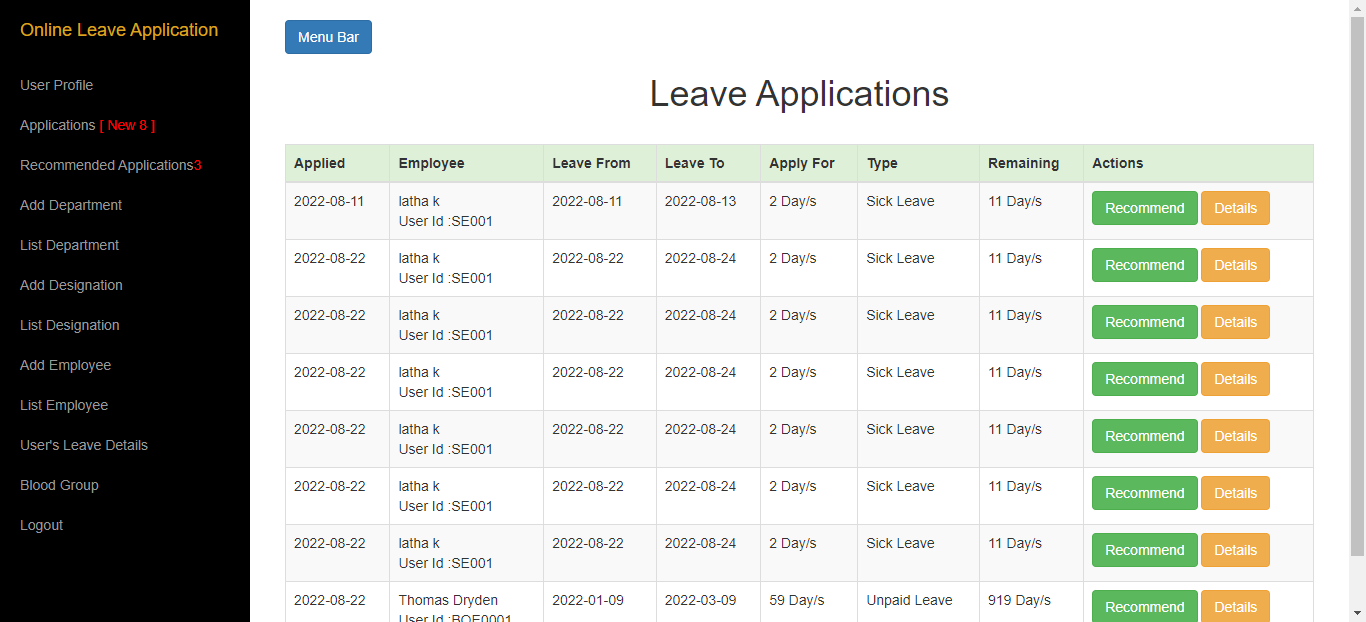 Online Leave Application
User Profile
Applications [ New 8 ]
Recommended Applications3
Add Department
List Department
Add Designation
List Designation
Add Employee
List Employee
User's Leave Details
Blood Group
Logout
Menu Bar
Leave Applications
Applied Employee Leave From Leave To Apply For Type Remaining Actions
2022-08-11 latha k 2022-08-11 2022-08-13 2 Day/s Sick Leave 11 Day/s Recommend Details
User Id :SE001
2022-08-22 latha k 2022-08-22 2022-08-24 2 Day/s Sick Leave 11 Day/s Recommend Details
User Id :SE001
2022-08-22 latha k 2022-08-22 2022-08-24 2 Day/s Sick Leave 11 Day/s Recommend Details
User Id :SE001
2022-08-22 latha k 2022-08-22 2022-08-24 2 Day/s Sick Leave 11 Day/s Recommend Details
User Id :SE001
2022-08-22 latha k 2022-08-22 2022-08-24 2 Day/s Sick Leave 11 Day/s Recommend Details
User Id :SE001
2022-08-22 latha k 2022-08-22 2022-08-24 2 Day/s Sick Leave 11 Day/s Recommend Details
User Id :SE001
2022-08-22 latha k 2022-08-22 2022-08-24 2 Day/s Sick Leave 11 Day/s Recommend Details
User Id :SE001
2022-08-22 Thomas Dryden 2022-01-09 2022-03-09 59 Day/s Unpaid Leave 919 Day/s Recommend Details
User Id